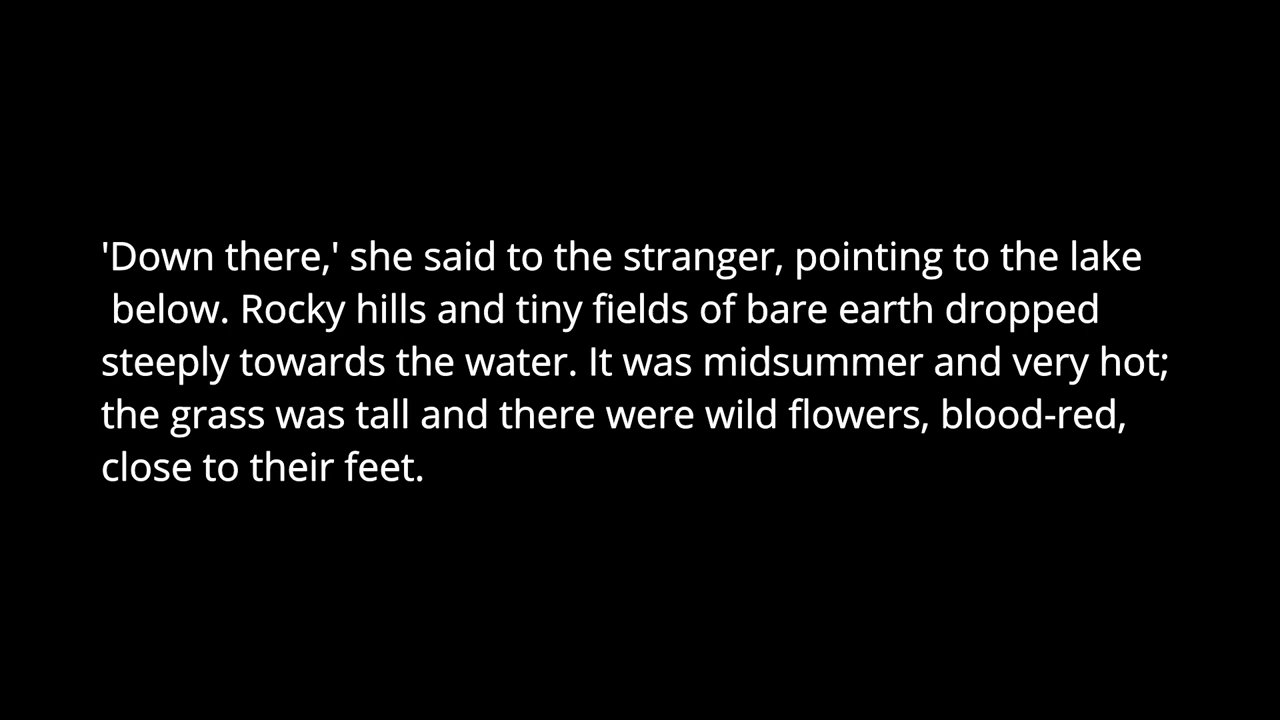 'Down there,' she said to the stranger, pointing to the lake
below. Rocky hills and tiny fields of bare earth dropped
steeply towards the water. It was midsummer and very hot;
the grass was tall and there were wild flowers, blood-red,
close to their feet.